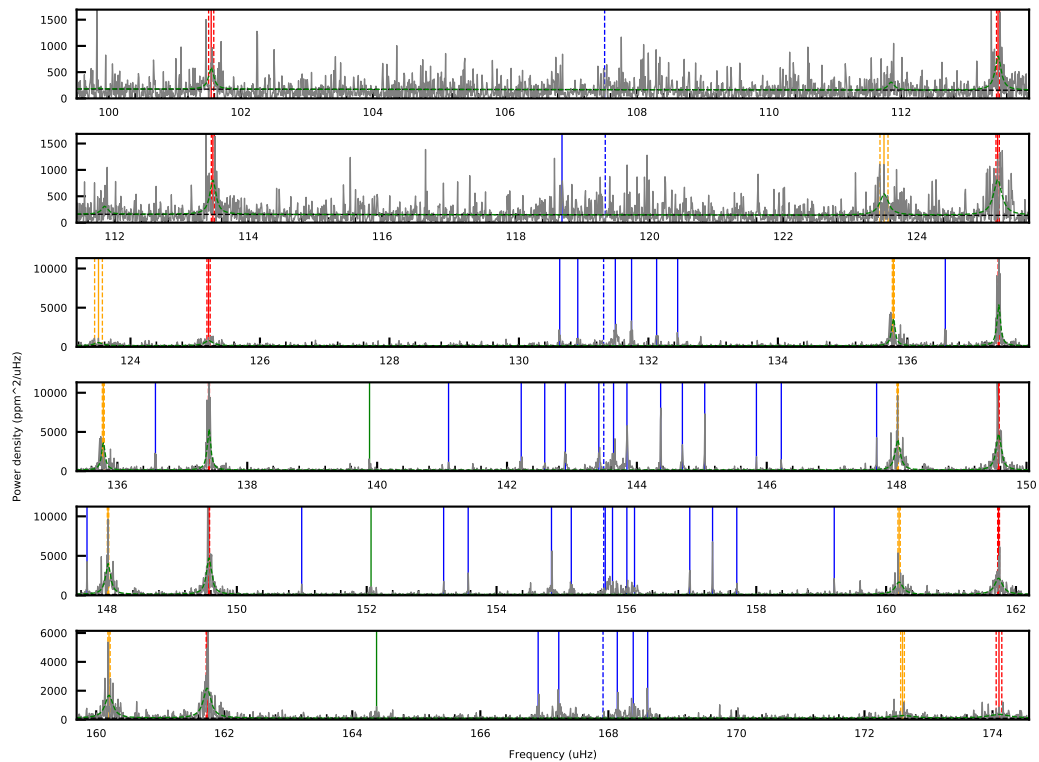 1500
1000
500
0
100 102 104 106 108 110 112
1500
1000
500
0
112 114 116 118 120 122 124
10000
5000
0
124 126 128 130 132 134 136
10000
5000
0
136 138 140 142 144 146 148 150
10000
5000
0
148 150 152 154 156 158 160 162
6000
4000
2000
0
160 162 164 166 168 170 172 174
Power density (ppm^2/uHz)
Frequency (uHz)